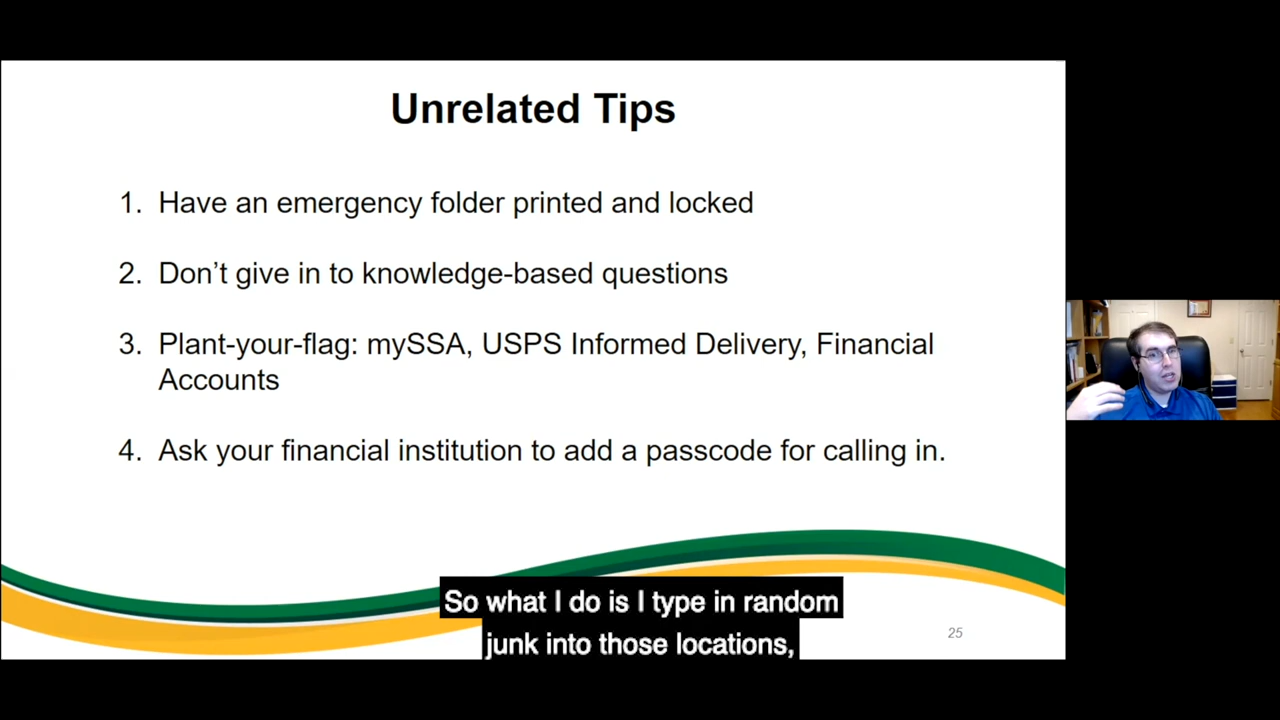 Unrelated Tips
1. Have an emergency folder printed and locked
2. Don’t give in to knowledge-based questions
3. Plant-your-flag: mySSA, USPS Informed Delivery, Financial
Accounts
4. Ask your financial institution to add a passcode for calling in.
So what I do is I type in random
junk into those locations,
25